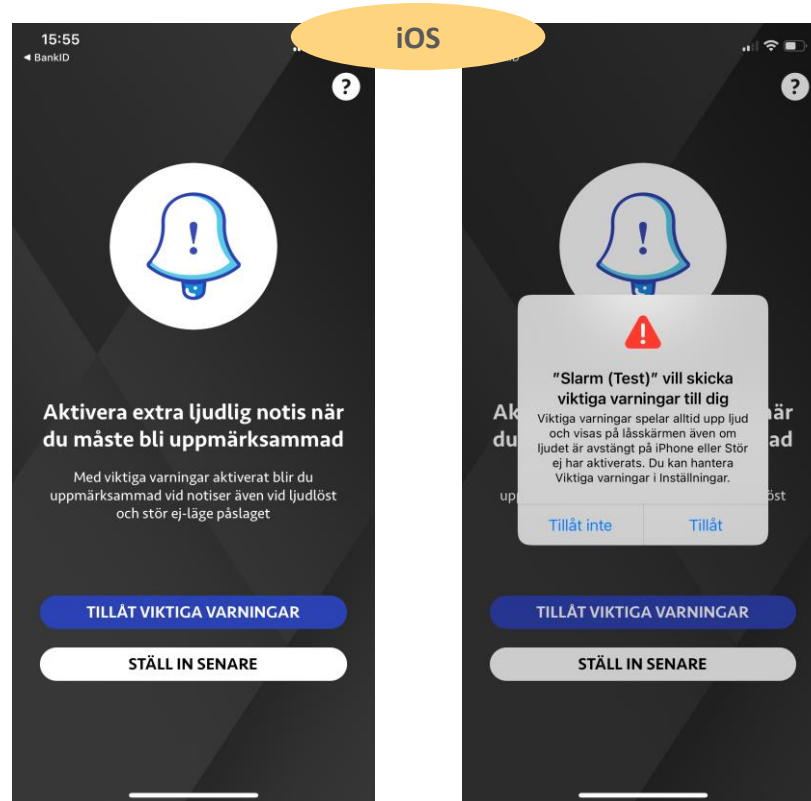 iOS
15:55
◀ BankID
?
!
Aktivera extra ljudlig notis när
du måste bli uppmärksammad
Med viktiga varningar aktiverat blir du
uppmärksammad vid notiser även vid ljudlöst
och stör ej-läge påslaget
TILLÅT VIKTIGA VARNINGAR
STÄLL IN SENARE
?
!
!
"Slarm (Test)" vill skicka
viktiga varningar till dig
Viktiga varningar spelar alltid upp ljud
och visas på låsskärmen även om
ljudet är avstängt på iPhone eller Stör
ej har aktiverats. Du kan hantera
Viktiga varningar i Inställningar.
Tillåt inte
Tillåt
TILLÅT VIKTIGA VARNINGAR
STÄLL IN SENARE